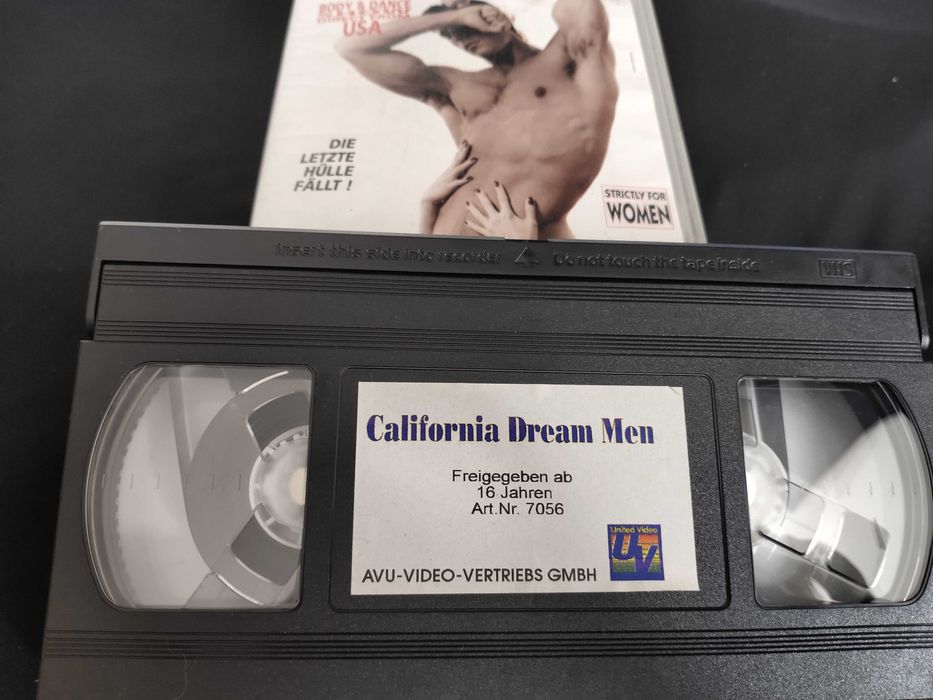 BODY & DANCE
USA
DIE
LETZTE
HÜLLE
FÄLLT !
STRICTLY FOR
WOMEN
Insert this side into recorder
Do not touch the tape inside
VHS
California Dream Men
Freigegeben ab
16 Jahren
Art.Nr. 7056
United Video
UV
AVU-VIDEO-VERTRIEBS GMBH